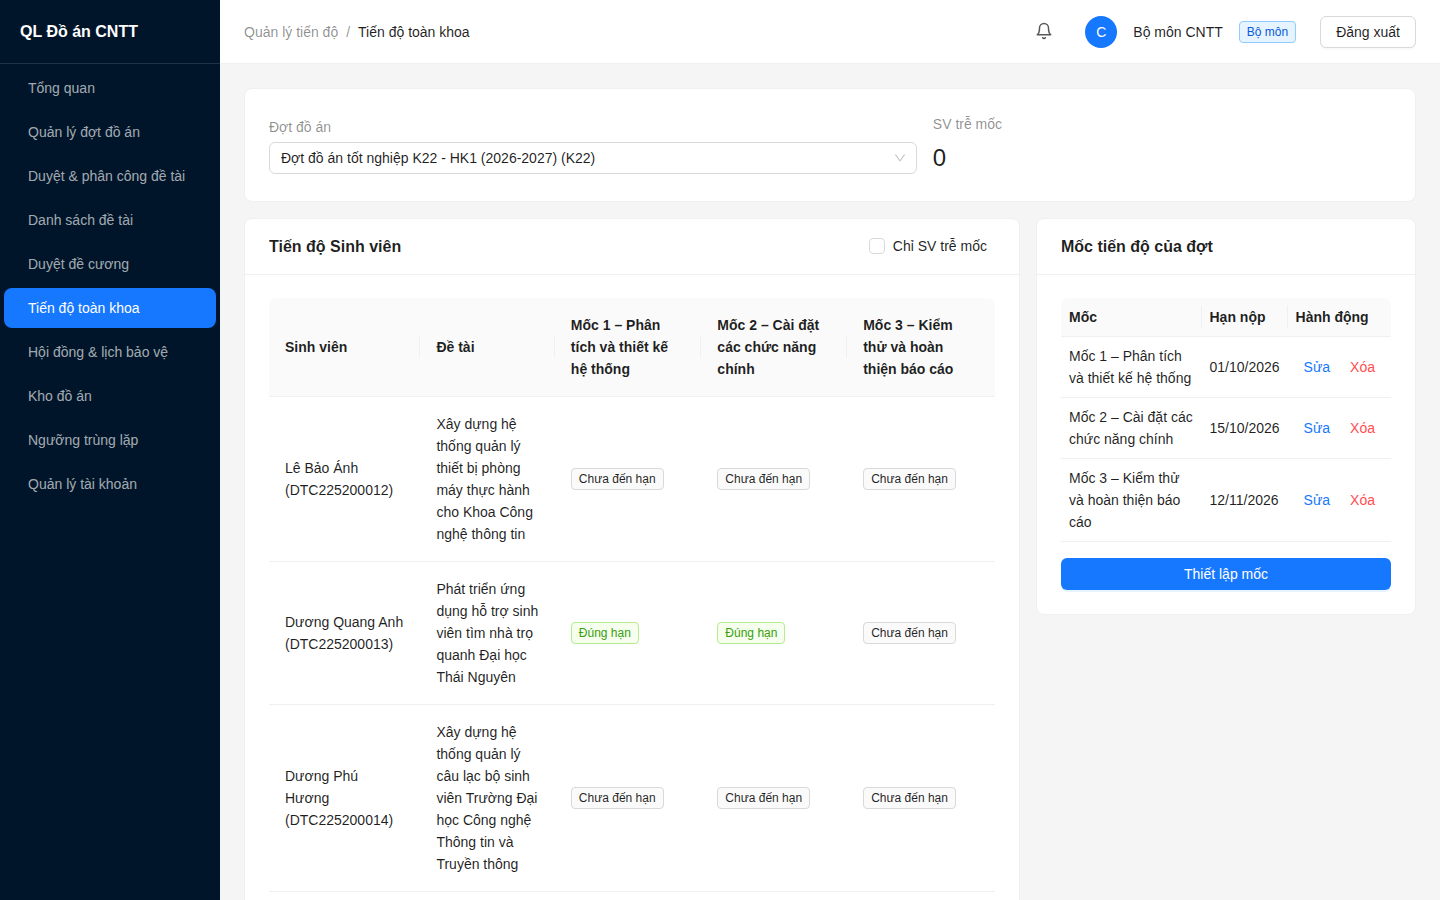 QL Đồ án CNTT
Tổng quan
Quản lý đợt đồ án
Duyệt & phân công đề tài
Danh sách đề tài
Duyệt đề cương
Tiến độ toàn khoa
Hội đồng & lịch bảo vệ
Kho đồ án
Ngưỡng trùng lặp
Quản lý tài khoản
Quản lý tiến độ / Tiến độ toàn khoa
C
Bộ môn CNTT
Bộ môn
Đăng xuất
Đợt đồ án
Đợt đồ án tốt nghiệp K22 - HK1 (2026-2027) (K22)
SV trễ mốc
0
Tiến độ Sinh viên
Chỉ SV trễ mốc
Sinh viên
Đề tài
Mốc 1 – Phân
tích và thiết kế
hệ thống
Mốc 2 – Cài đặt
các chức năng
chính
Mốc 3 – Kiểm
thử và hoàn
thiện báo cáo
Lê Bảo Ánh
(DTC225200012)
Xây dựng hệ
thống quản lý
thiết bị phòng
máy thực hành
cho Khoa Công
nghệ thông tin
Chưa đến hạn
Chưa đến hạn
Chưa đến hạn
Dương Quang Anh
(DTC225200013)
Phát triển ứng
dụng hỗ trợ sinh
viên tìm nhà trọ
quanh Đại học
Thái Nguyên
Đúng hạn
Đúng hạn
Chưa đến hạn
Dương Phú
Hương
(DTC225200014)
Xây dựng hệ
thống quản lý
câu lạc bộ sinh
viên Trường Đại
học Công nghệ
Thông tin và
Truyền thông
Chưa đến hạn
Chưa đến hạn
Chưa đến hạn
Mốc tiến độ của đợt
Mốc
Hạn nộp
Hành động
Mốc 1 – Phân tích
và thiết kế hệ thống
01/10/2026
Sửa
Xóa
Mốc 2 – Cài đặt các
chức năng chính
15/10/2026
Sửa
Xóa
Mốc 3 – Kiểm thử
và hoàn thiện báo
cáo
12/11/2026
Sửa
Xóa
Thiết lập mốc